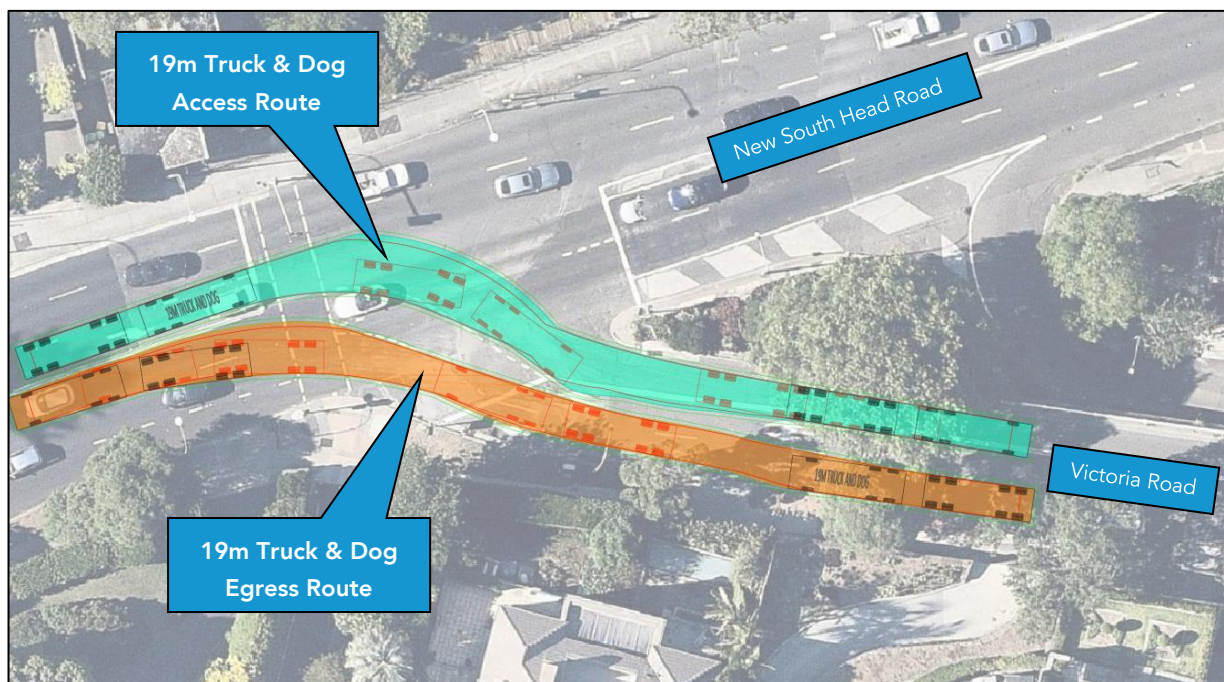 19m Truck & Dog
Access Route
New South Head Road
19M TRUCK AND DOG
19M TRUCK AND DOG
Victoria Road
19m Truck & Dog
Egress Route